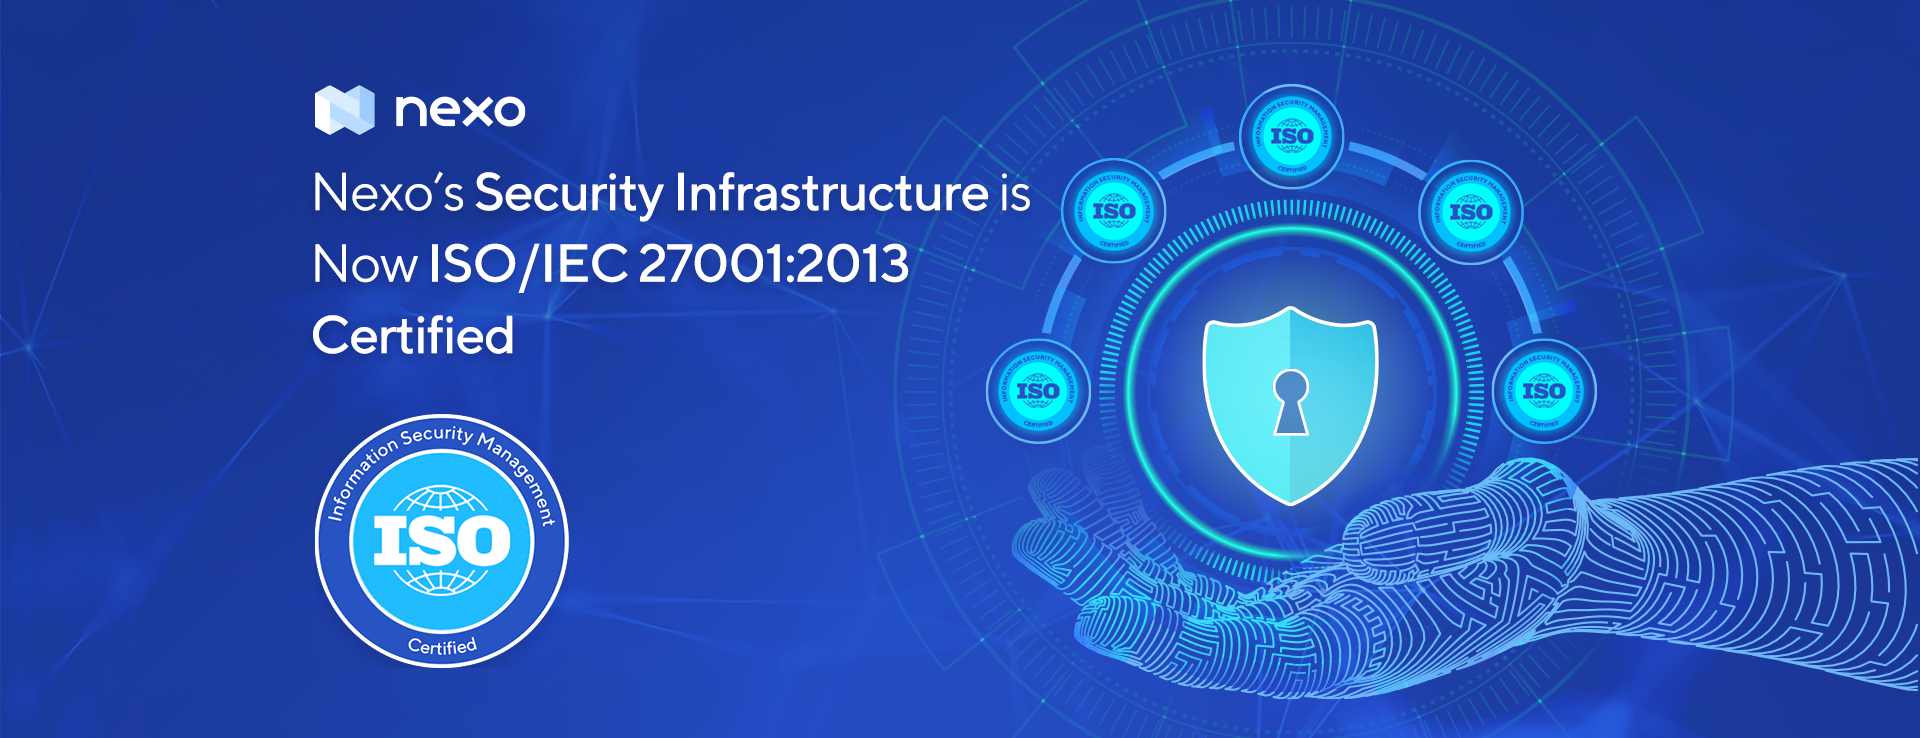 nexo
Nexo's Security Infrastructure is
Now ISO/IEC 27001:2013
Certified
Information Security Management
ISO
Certified
INFORMATION SECURITY MANAGEMENT
ISO
CERTIFIED
INFORMATION SECURITY MANAGEMENT
ISO
CERTIFIED
INFORMATION SECURITY MANAGEMENT
ISO
CERTIFIED
INFORMATION SECURITY MANAGEMENT
ISO
CERTIFIED
INFORMATION SECURITY MANAGEMENT
ISO
CERTIFIED